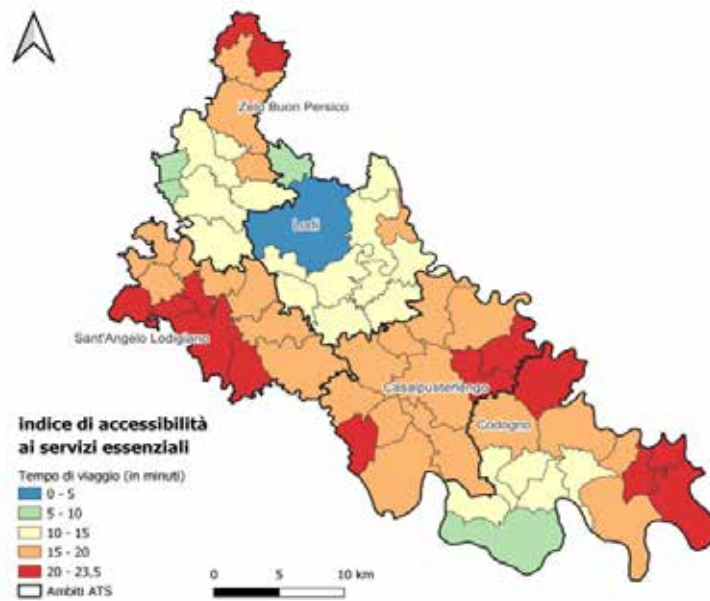 Zelo Buon Persico
Lodi
Sant'Angelo Lodigiano
Casalpusterlengo
Codogno
indice di accessibilità
ai servizi essenziali
Tempo di viaggio (in minuti)
0 - 5
5 - 10
10 - 15
15 - 20
20 - 23,5
Ambiti ATS
0 5 10 km